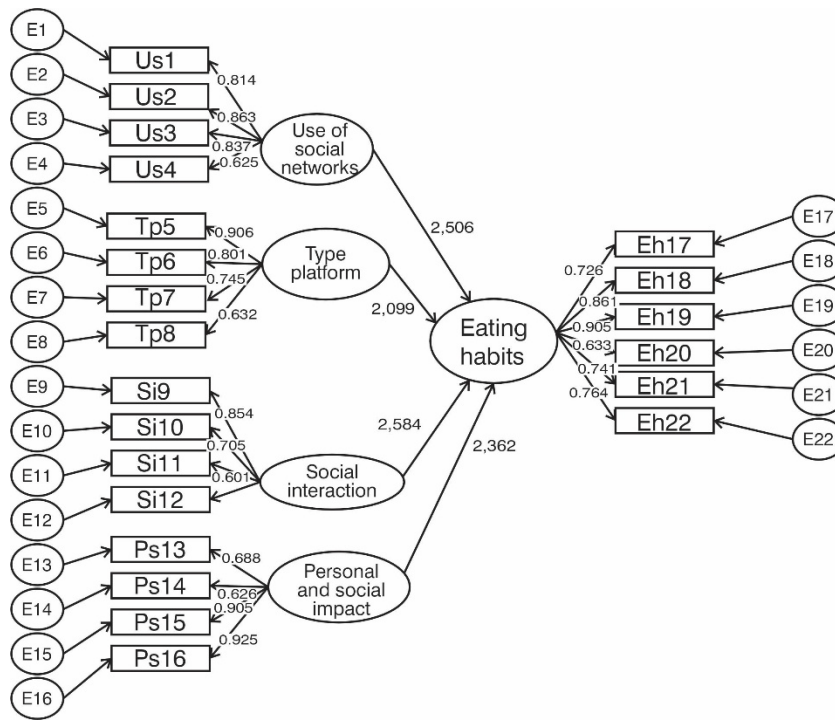 E1
E2
E3
E4
E5
E6
E7
E8
E9
E10
E11
E12
E13
E14
E15
E16
Us1
Us2
Us3
Us4
0.814
0.863
0.837
0.625
Use of
social
networks
Tp5
Tp6
Tp7
Tp8
0.906
0.801
0.745
0.632
Type
platform
Si9
Si10
Si11
Si12
0.854
0.705
0.601
Social
interaction
Ps13
Ps14
Ps15
Ps16
0.688
0.626
0.905
0.925
Personal
and social
impact
2,506
2,099
2,584
2,362
Eating
habits
0.726
0.861
0.905
0.633
0.741
0.764
Eh17
Eh18
Eh19
Eh20
Eh21
Eh22
E17
E18
E19
E20
E21
E22